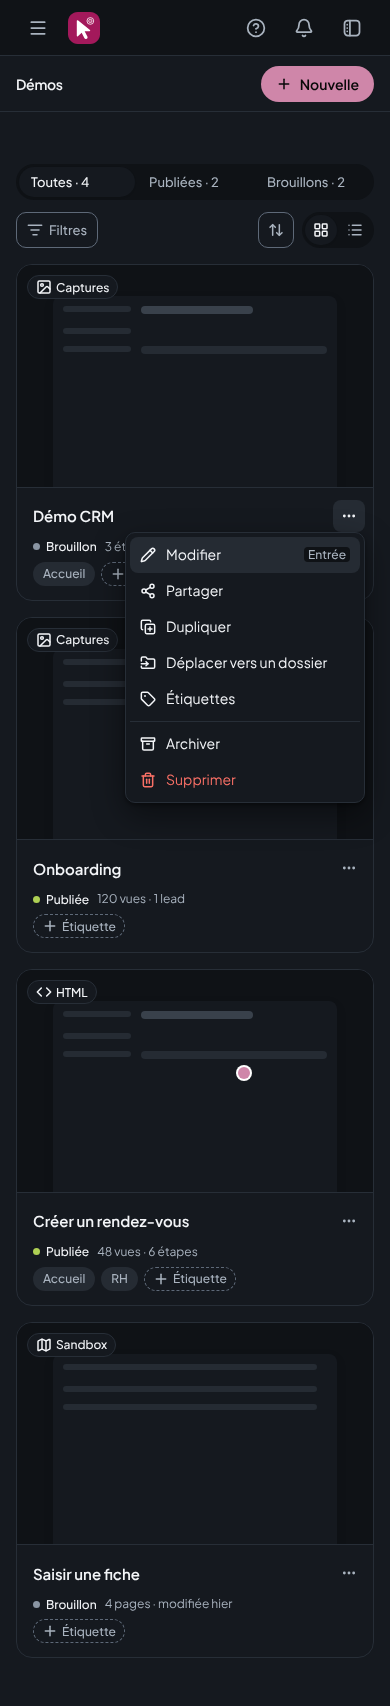 Démos
Nouvelle
Toutes · 4
Publiées · 2
Brouillons · 2
Filtres
Captures
Démo CRM
Brouillon 3 ét
Accueil
Modifier Entrée
Partager
Dupliquer
Déplacer vers un dossier
Étiquettes
Archiver
Supprimer
Captures
Onboarding
Publiée 120 vues · 1 lead
Étiquette
HTML
Créer un rendez-vous
Publiée 48 vues · 6 étapes
Accueil RH Étiquette
Sandbox
Saisir une fiche
Brouillon 4 pages · modifiée hier
Étiquette